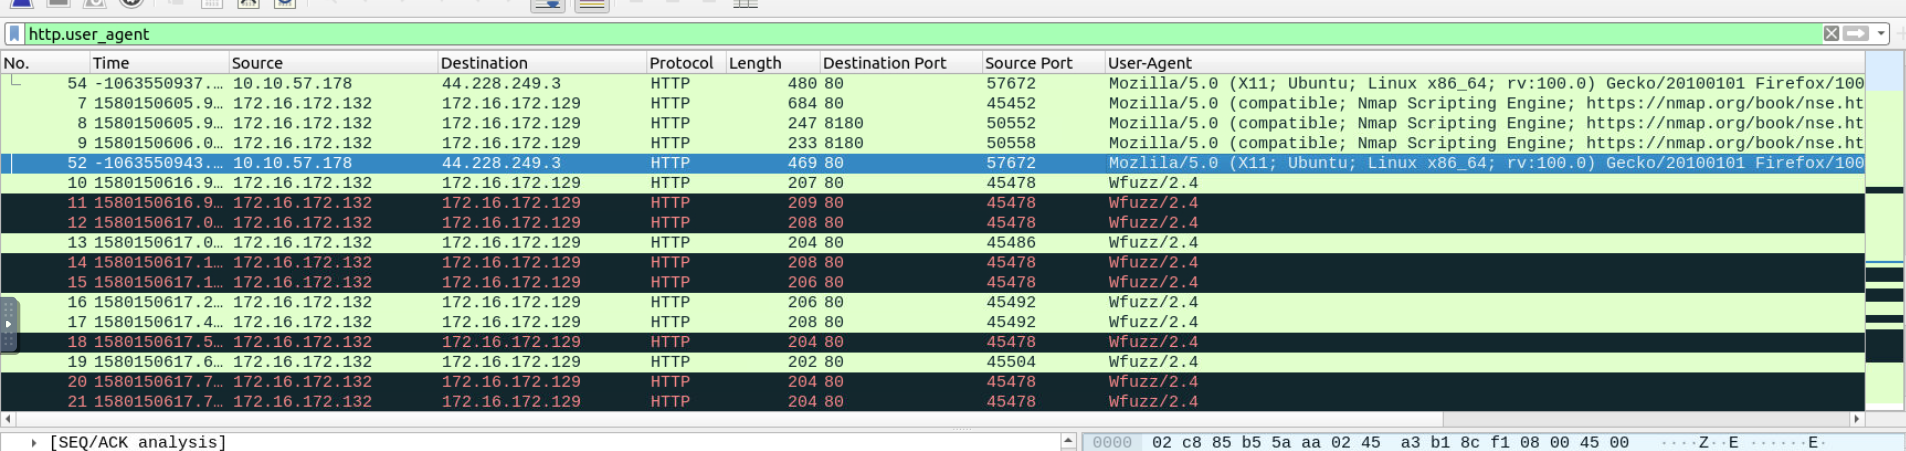 http.user_agent
No. Time Source Destination Protocol Length Destination Port Source Port User-Agent
54 -1063550937.… 10.10.57.178 44.228.249.3 HTTP 480 80 57672 Mozilla/5.0 (X11; Ubuntu; Linux x86_64; rv:100.0) Gecko/20100101 Firefox/100
7 1580150605.9… 172.16.172.132 172.16.172.129 HTTP 684 80 45452 Mozilla/5.0 (compatible; Nmap Scripting Engine; https://nmap.org/book/nse.ht
8 1580150605.9… 172.16.172.132 172.16.172.129 HTTP 247 8180 50552 Mozilla/5.0 (compatible; Nmap Scripting Engine; https://nmap.org/book/nse.ht
9 1580150606.0… 172.16.172.132 172.16.172.129 HTTP 233 8180 50558 Mozilla/5.0 (compatible; Nmap Scripting Engine; https://nmap.org/book/nse.ht
52 -1063550943.… 10.10.57.178 44.228.249.3 HTTP 469 80 57672 Mozlila/5.0 (X11; Ubuntu; Linux x86_64; rv:100.0) Gecko/20100101 Firefox/100
10 1580150616.9… 172.16.172.132 172.16.172.129 HTTP 207 80 45478 Wfuzz/2.4
11 1580150616.9… 172.16.172.132 172.16.172.129 HTTP 209 80 45478 Wfuzz/2.4
12 1580150617.0… 172.16.172.132 172.16.172.129 HTTP 208 80 45478 Wfuzz/2.4
13 1580150617.0… 172.16.172.132 172.16.172.129 HTTP 204 80 45486 Wfuzz/2.4
14 1580150617.1… 172.16.172.132 172.16.172.129 HTTP 208 80 45478 Wfuzz/2.4
15 1580150617.1… 172.16.172.132 172.16.172.129 HTTP 206 80 45478 Wfuzz/2.4
16 1580150617.2… 172.16.172.132 172.16.172.129 HTTP 206 80 45492 Wfuzz/2.4
17 1580150617.4… 172.16.172.132 172.16.172.129 HTTP 208 80 45492 Wfuzz/2.4
18 1580150617.5… 172.16.172.132 172.16.172.129 HTTP 204 80 45478 Wfuzz/2.4
19 1580150617.6… 172.16.172.132 172.16.172.129 HTTP 202 80 45504 Wfuzz/2.4
20 1580150617.7… 172.16.172.132 172.16.172.129 HTTP 204 80 45478 Wfuzz/2.4
21 1580150617.7… 172.16.172.132 172.16.172.129 HTTP 204 80 45478 Wfuzz/2.4
[SEQ/ACK analysis]
0000 02 c8 85 b5 5a aa 02 45 a3 b1 8c f1 08 00 45 00 ····Z··E ······E·